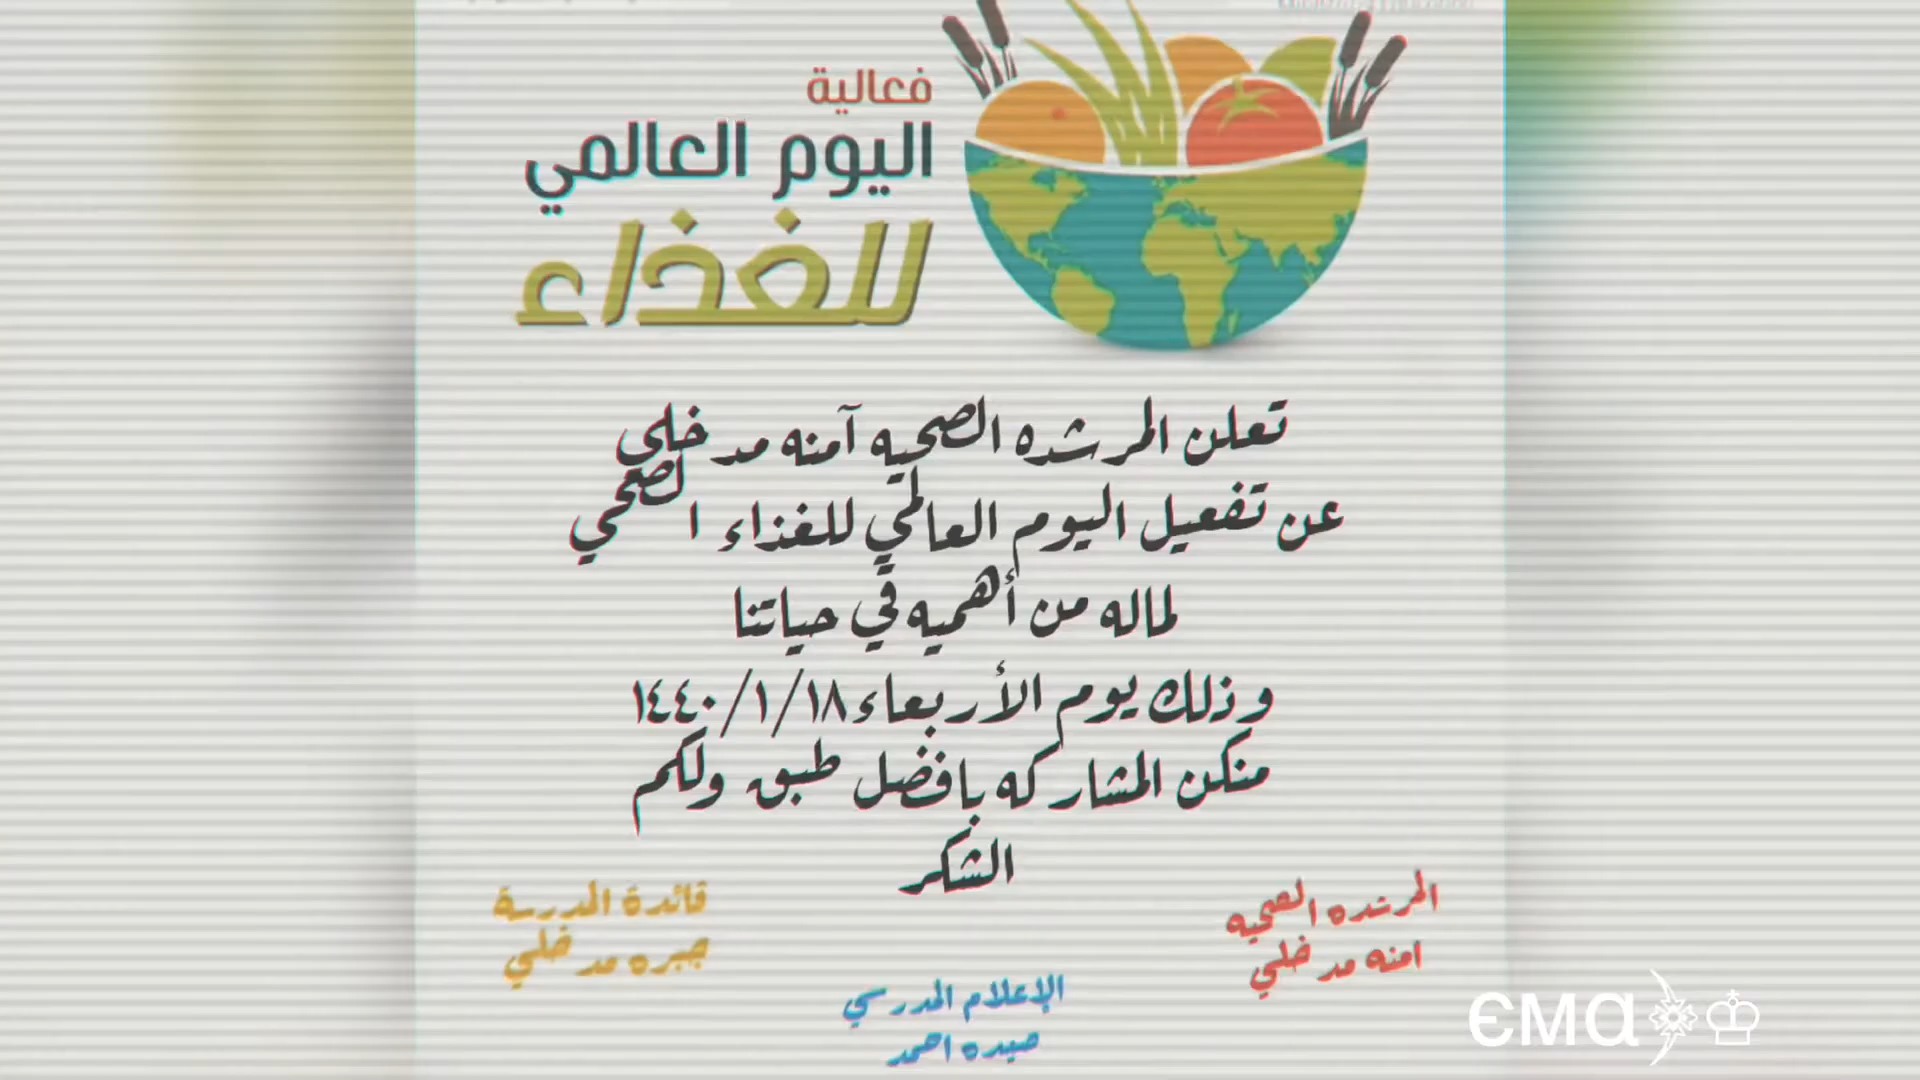 فعالية
اليوم العالمي
للغذاء
تعلن المرشده الصحيه آمنه مدخلي
عن تفعيل اليوم العالمي للغذاء الصحي
لماله من أهميه في حياتنا
وذلك يوم الأربعاء ١٤٤٠/١/١٨
منكن المشاركه بافضل طبق ولكم
الشكر
المرشده الصحيه
امنه مدخلي
قائدة المدرسة
جبره مدخلي
الإعلام المدرسي
صيده احمد
εмα